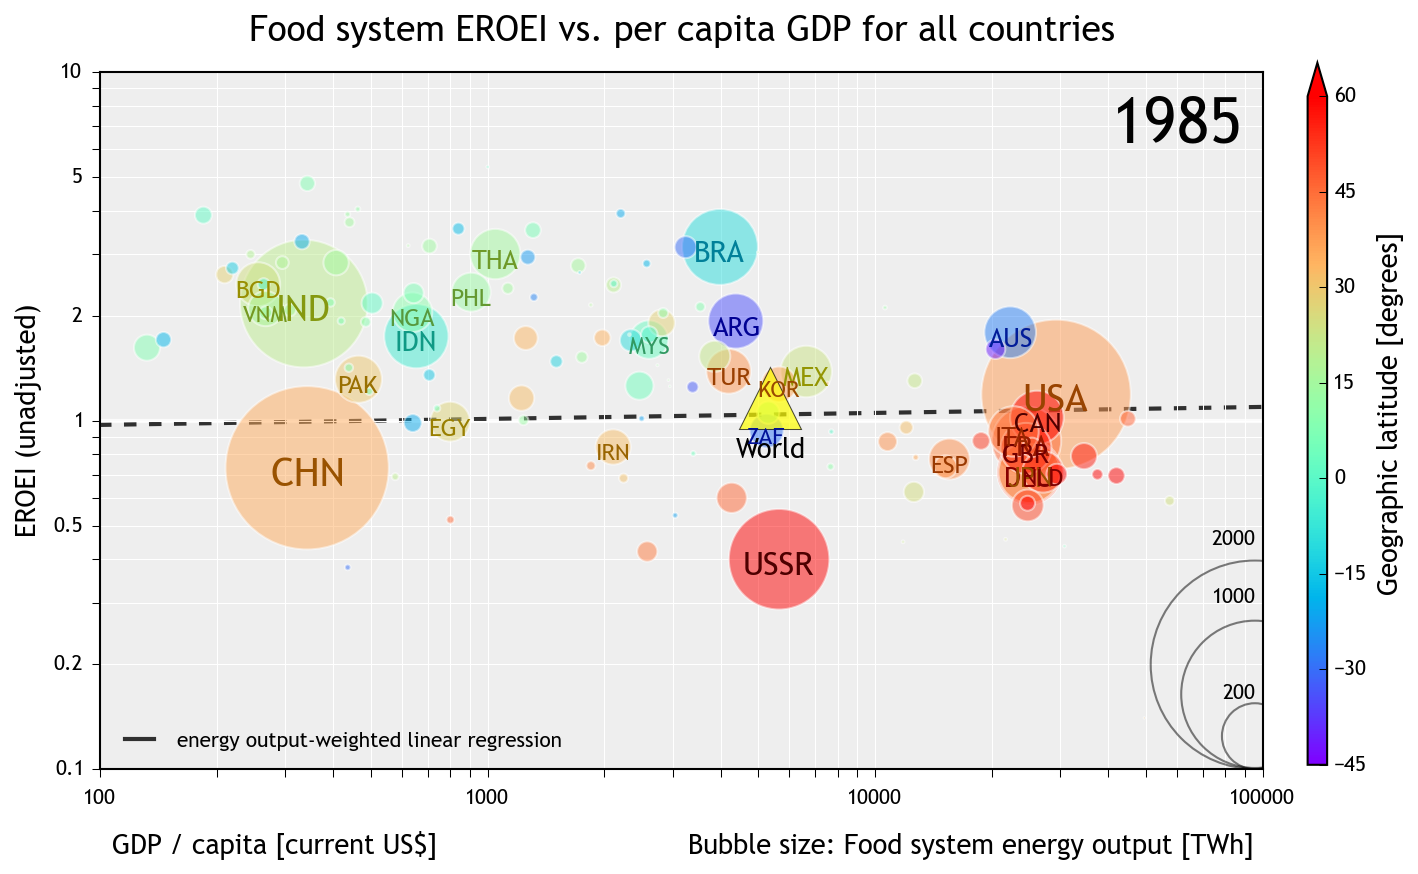 Food system EROEI vs. per capita GDP for all countries
1985
EROEI (unadjusted)
10
5
2
1
0.5
0.2
0.1
THA
BRA
BGD
IND
VNM
PHL
NGA
IDN
ARG
MYS
AUS
PAK
TUR
KOR
MEX
USA
EGY
CAN
ITA
FRA
ZAF
World
IRN
GBR
ESP
CHN
DEU
NLD
USSR
2000
1000
200
energy output-weighted linear regression
100
1000
10000
100000
GDP / capita [current US$]
Bubble size: Food system energy output [TWh]
60
45
30
15
0
−15
−30
−45
Geographic latitude [degrees]